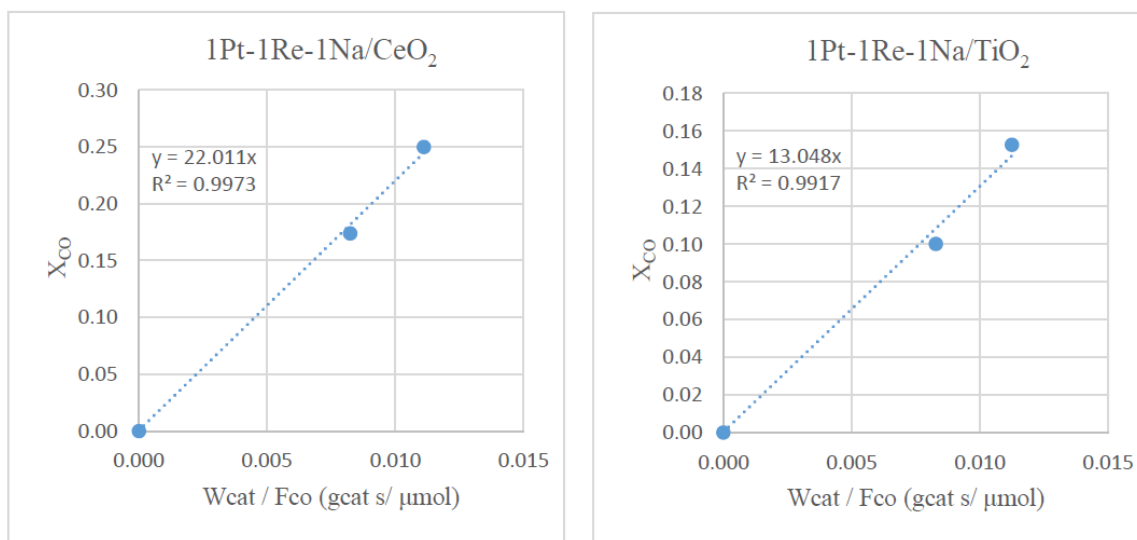 1Pt-1Re-1Na/CeO₂
0.30
0.25
0.20
0.15
0.10
0.05
0.00
y = 22.011x
R² = 0.9973
X_CO
0.000 0.005 0.010 0.015
Wcat / Fco (gcat s/ μmol)
1Pt-1Re-1Na/TiO₂
0.18
0.16
0.14
0.12
0.10
0.08
0.06
0.04
0.02
0.00
y = 13.048x
R² = 0.9917
X_CO
0.000 0.005 0.010 0.015
Wcat / Fco (gcat s/ μmol)